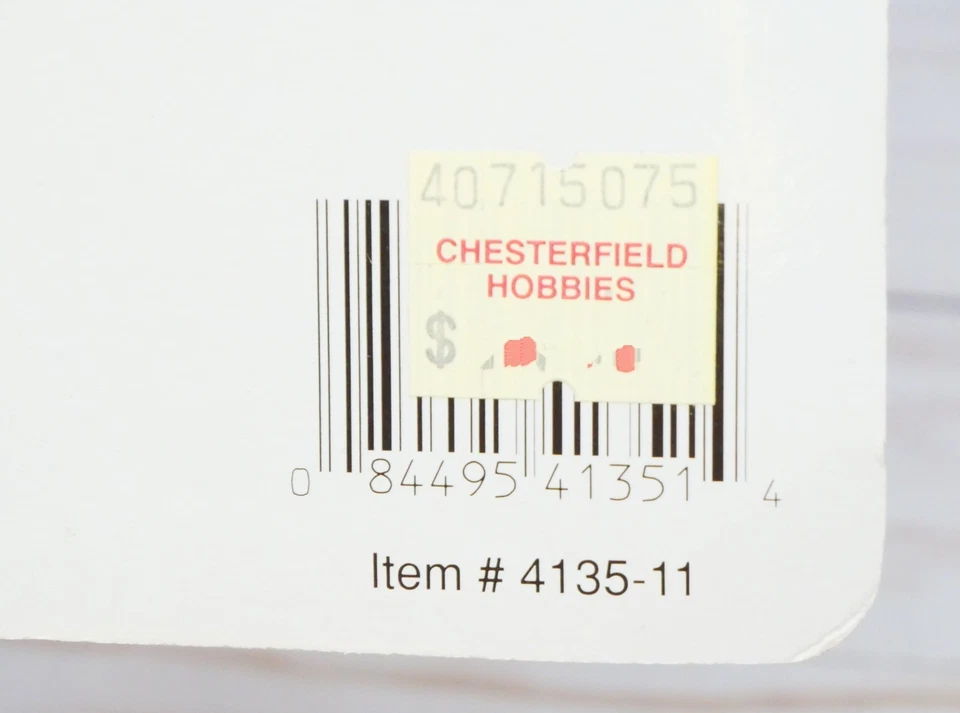 40715075
CHESTERFIELD
HOBBIES
$
0 84495 41351 4
Item # 4135-11